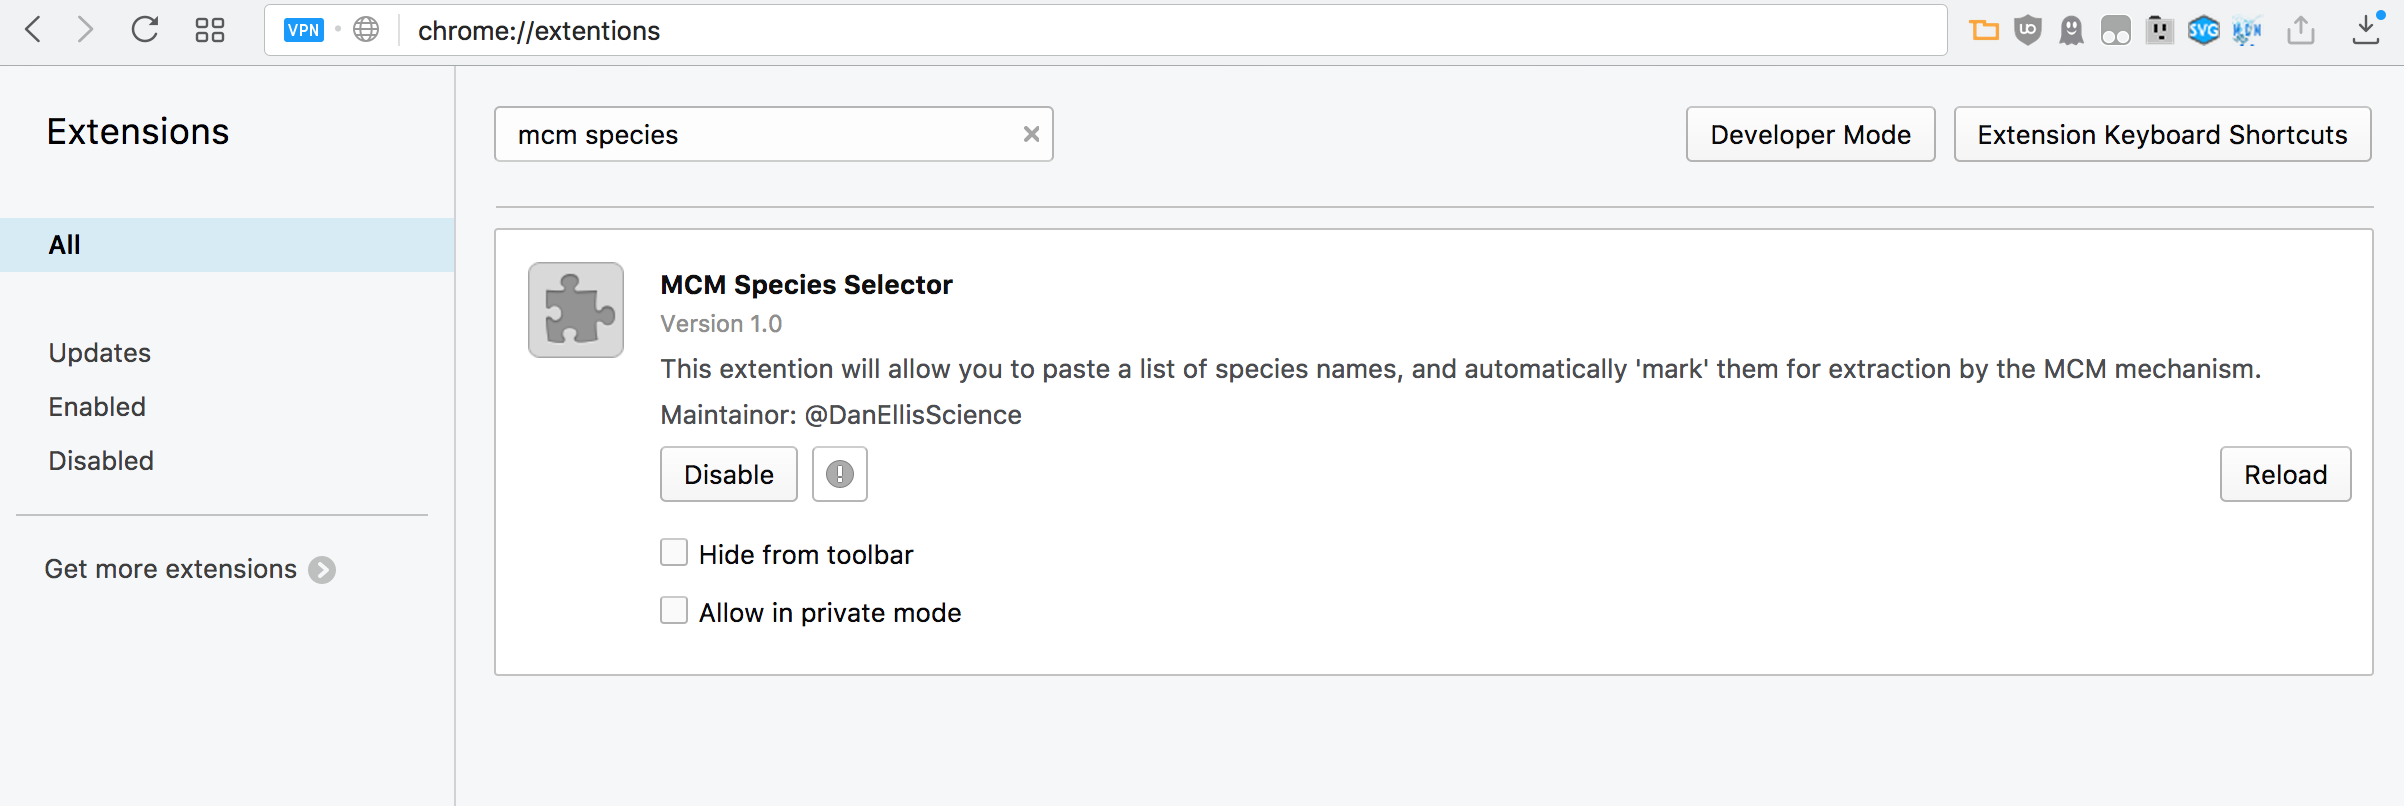 VPN chrome://extentions SVG MCM
Extensions
mcm species
Developer Mode
Extension Keyboard Shortcuts
All
MCM Species Selector
Version 1.0
Updates
This extention will allow you to paste a list of species names, and automatically 'mark' them for extraction by the MCM mechanism.
Enabled
Maintainor: @DanEllisScience
Disabled
Disable
Reload
Hide from toolbar
Get more extensions
Allow in private mode